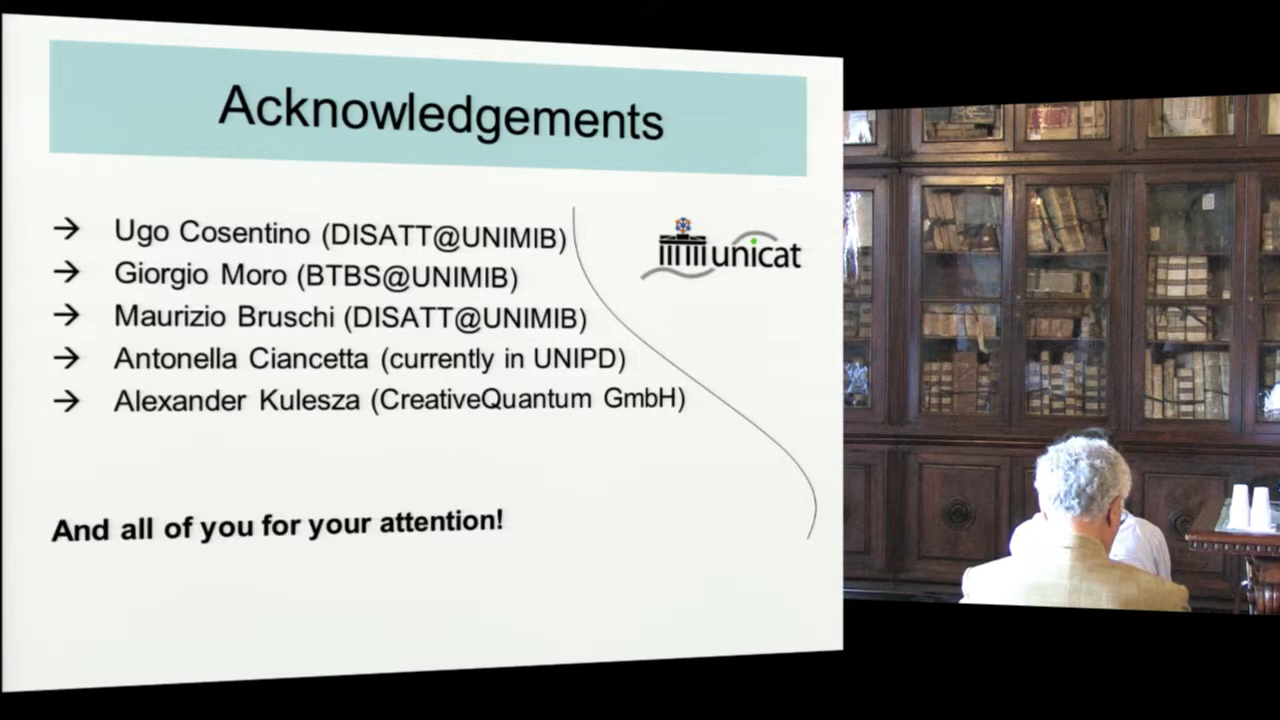 Acknowledgements
→ Ugo Cosentino (DISATT@UNIMIB)
→ Giorgio Moro (BTBS@UNIMIB)
→ Maurizio Bruschi (DISATT@UNIMIB)
→ Antonella Ciancetta (currently in UNIPD)
→ Alexander Kulesza (CreativeQuantum GmbH)
unicat
And all of you for your attention!